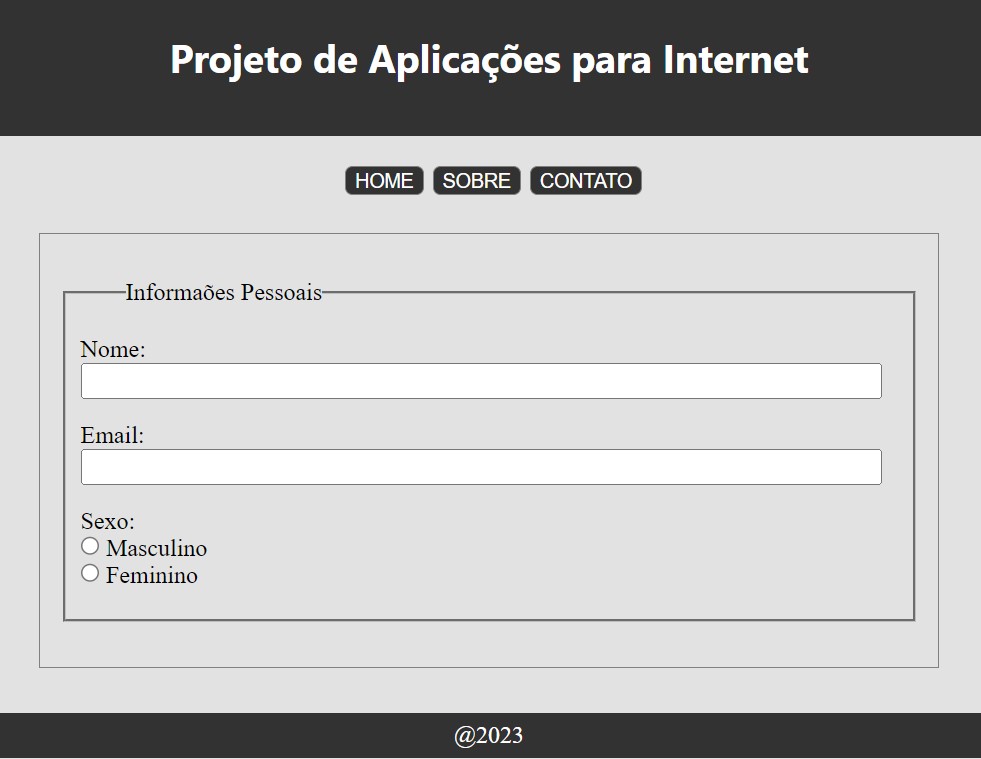 Projeto de Aplicações para Internet
HOME SOBRE CONTATO
Informaões Pessoais
Nome:
Email:
Sexo:
Masculino
Feminino
@2023